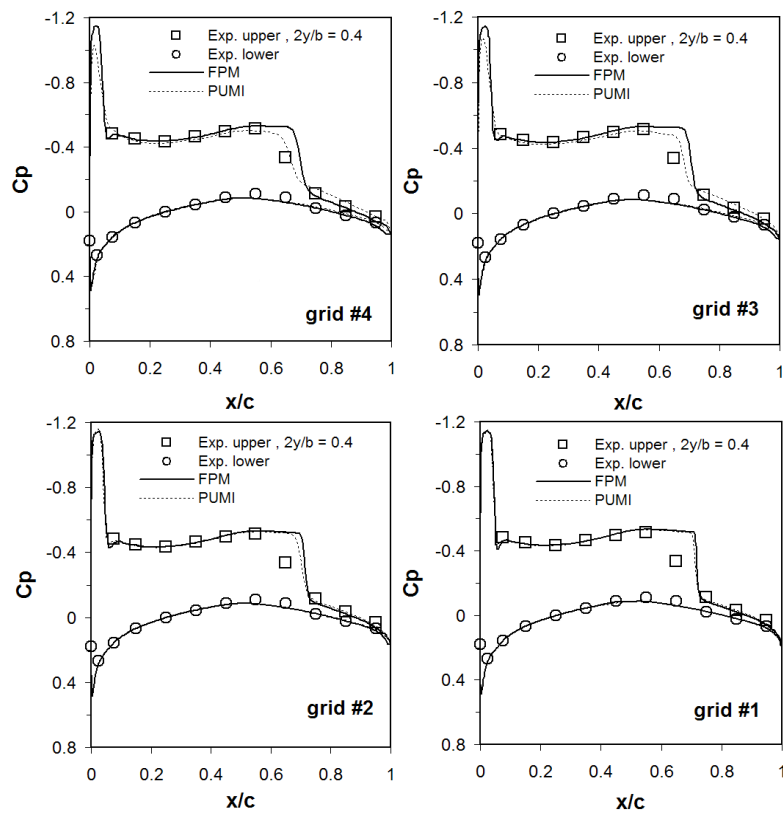 -1.2
-0.8
-0.4
0
0.4
0.8
Cp
Exp. upper , 2y/b = 0.4
Exp. lower
FPM
PUMI
grid #4
0 0.2 0.4 0.6 0.8 1
x/c
-1.2
-0.8
-0.4
0
0.4
0.8
Cp
Exp. upper , 2y/b = 0.4
Exp. lower
FPM
PUMI
grid #3
0 0.2 0.4 0.6 0.8 1
x/c
-1.2
-0.8
-0.4
0
0.4
0.8
Cp
Exp. upper , 2y/b = 0.4
Exp. lower
FPM
PUMI
grid #2
0 0.2 0.4 0.6 0.8 1
x/c
-1.2
-0.8
-0.4
0
0.4
0.8
Cp
Exp. upper , 2y/b = 0.4
Exp. lower
FPM
PUMI
grid #1
0 0.2 0.4 0.6 0.8 1
x/c